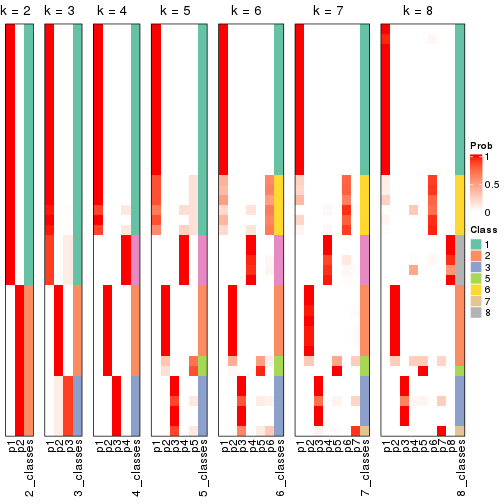 k = 2
k = 3
k = 4
k = 5
k = 6
k = 7
k = 8
Prob
1
0.5
0
Class
1
2
3
5
6
7
8
p1
p2
2_classes
p1
p2
p3
3_classes
p1
p2
p3
p4
4_classes
p1
p2
p3
p4
p5
5_classes
p1
p2
p3
p4
p5
p6
6_classes
p1
p2
p3
p4
p5
p6
p7
7_classes
p1
p2
p3
p4
p5
p6
p7
p8
8_classes